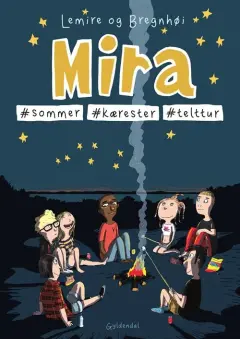 Lemire og Bregnhøi
Mira
#sommer #kærester #telttur
Gyldendal